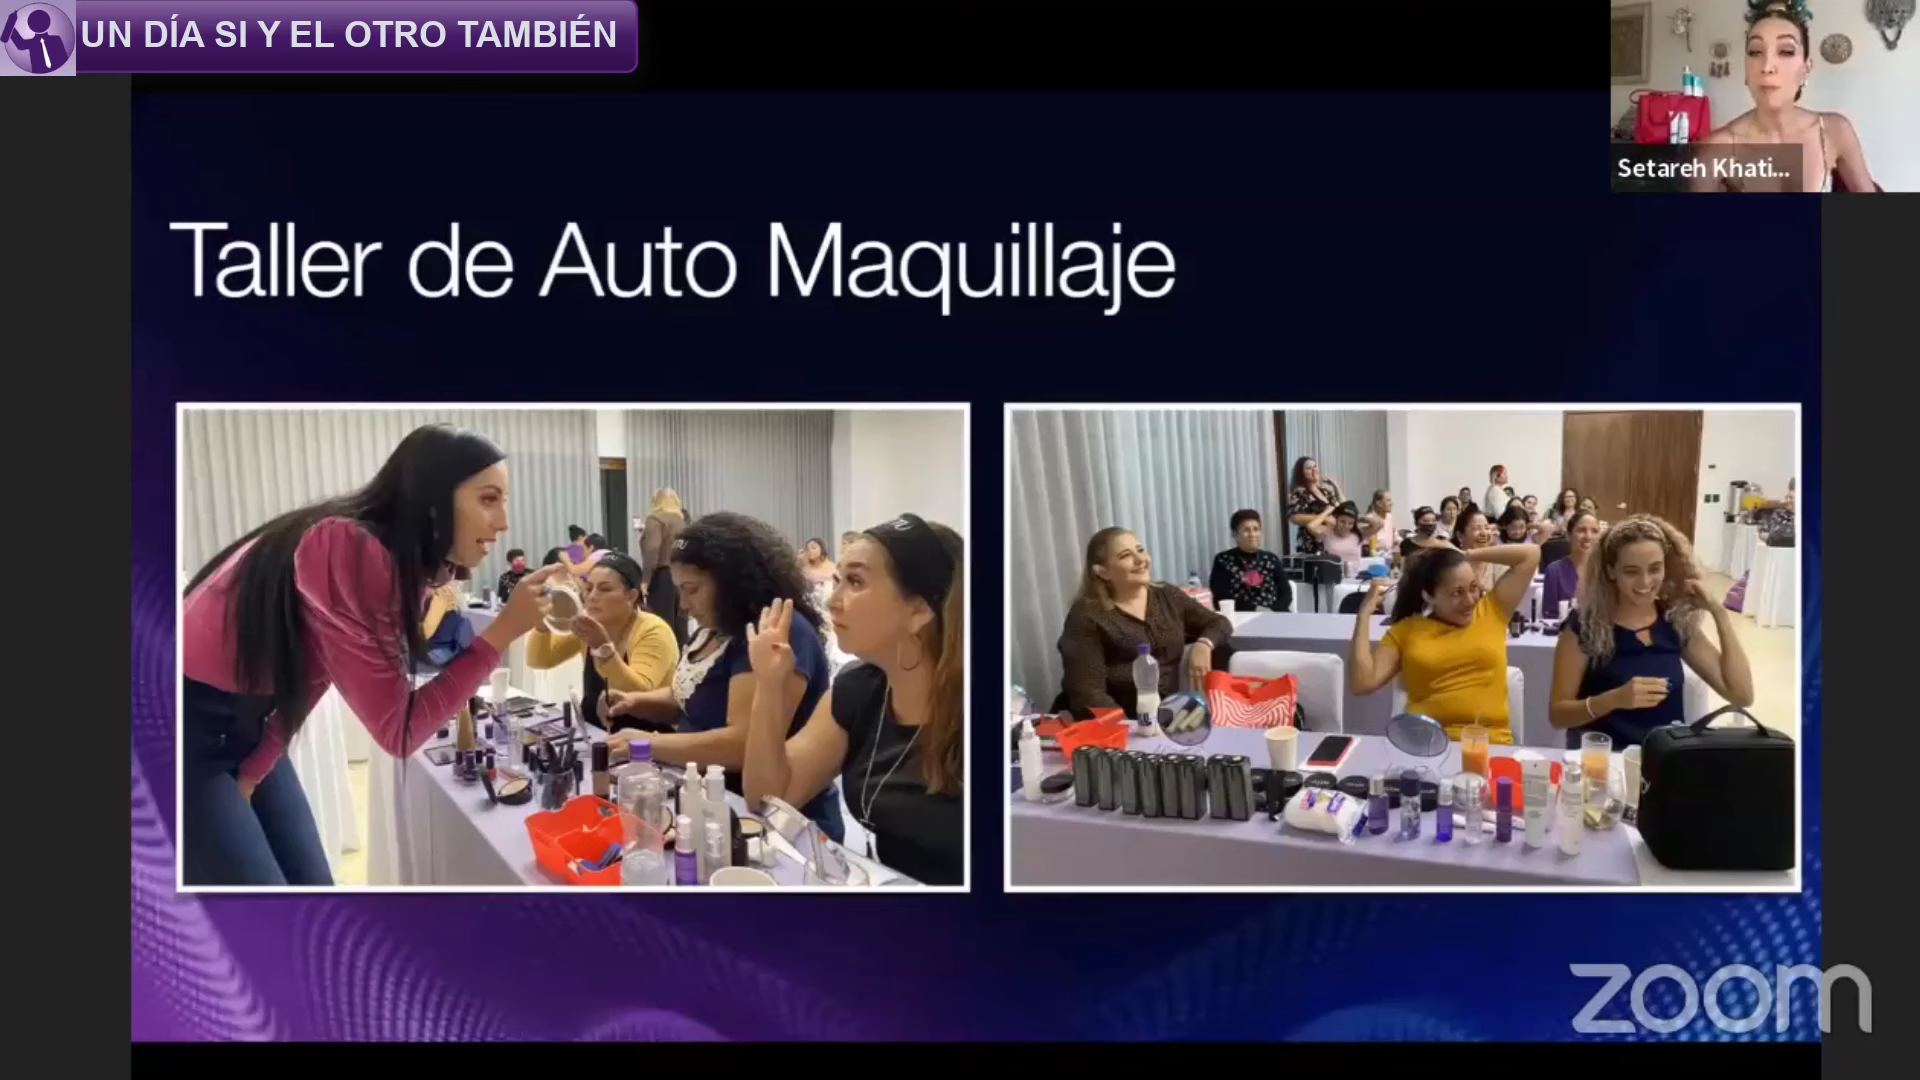 UN DÍA SI Y EL OTRO TAMBIÉN
Setareh Khati...
Taller de Auto Maquillaje
zoom